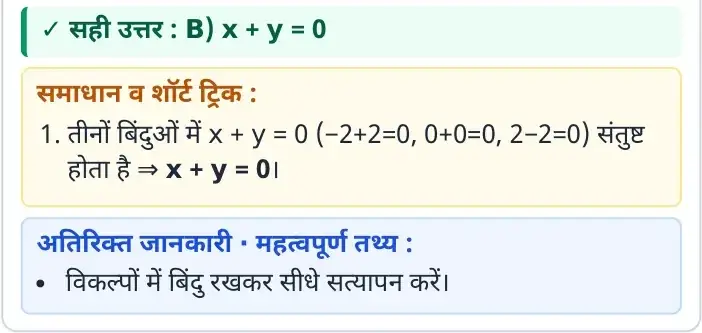 ✓ सही उत्तर : B) x + y = 0
समाधान व शॉर्ट ट्रिक :
1. तीनों बिंदुओं में x + y = 0 (−2+2=0, 0+0=0, 2−2=0) संतुष्ट
होता है ⇒ x + y = 0।
अतिरिक्त जानकारी · महत्वपूर्ण तथ्य :
• विकल्पों में बिंदु रखकर सीधे सत्यापन करें।